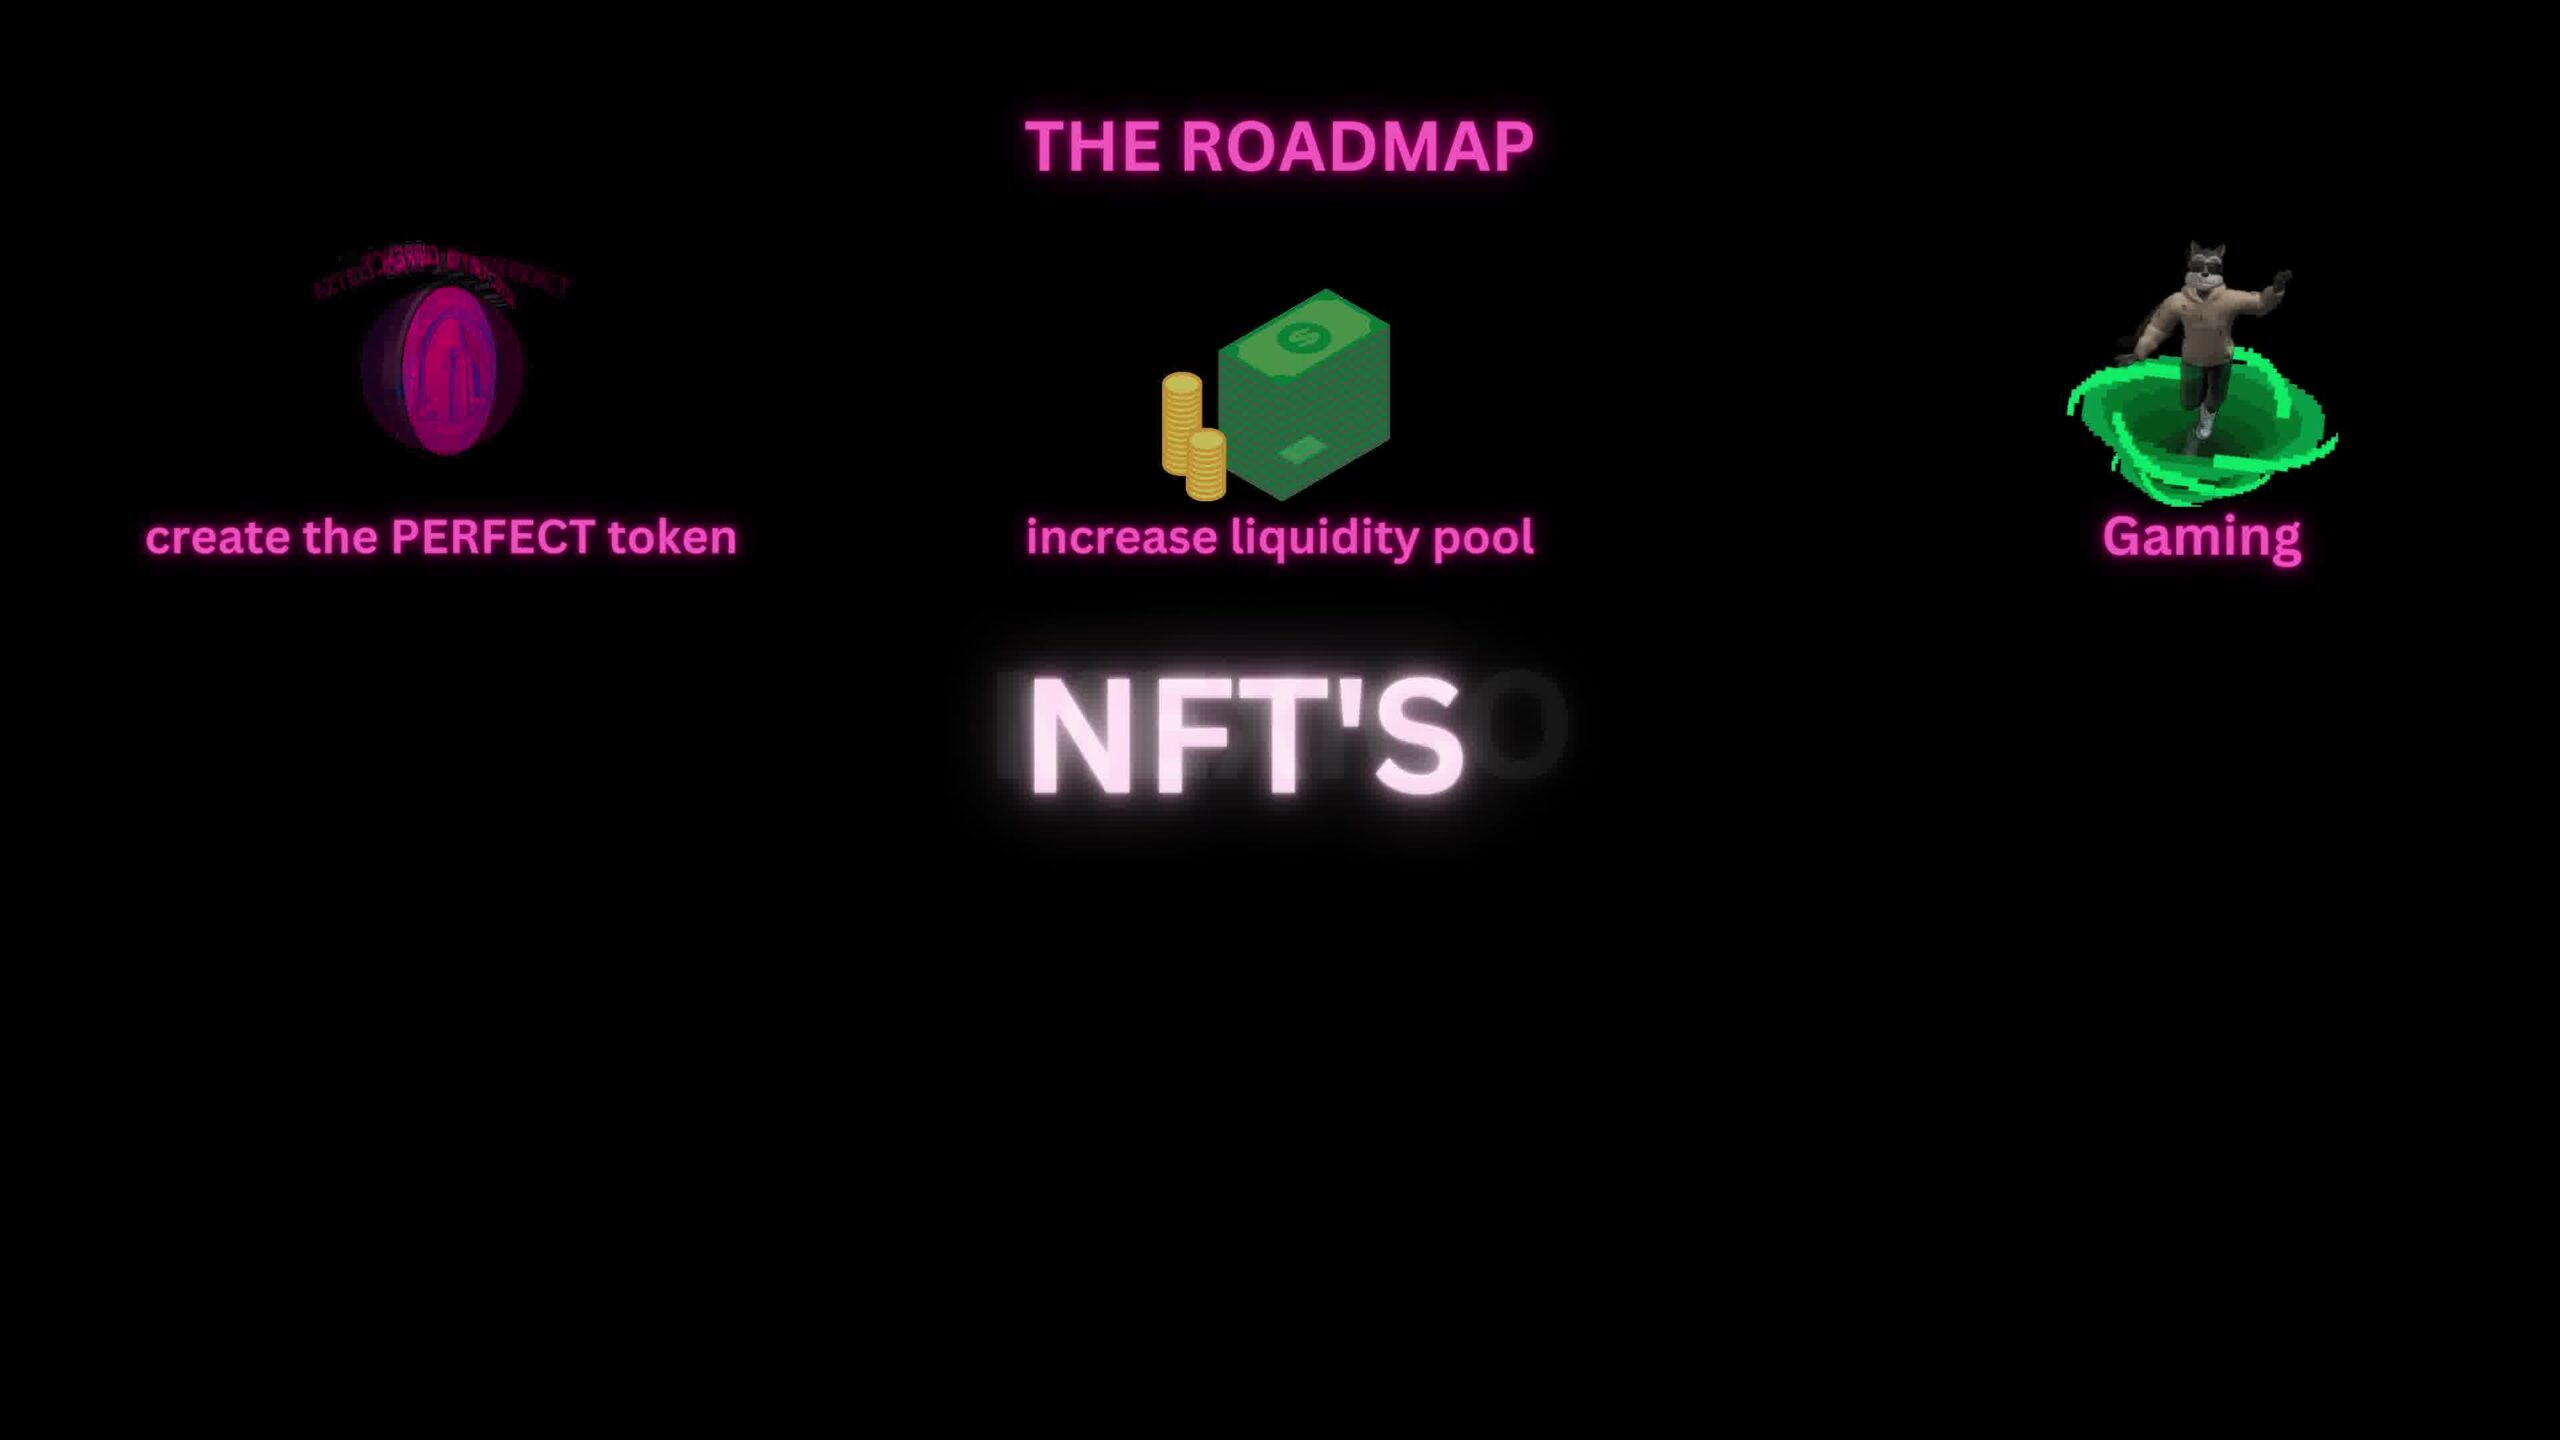 THE ROADMAP
create the PERFECT token
increase liquidity pool
Gaming
NFT'S